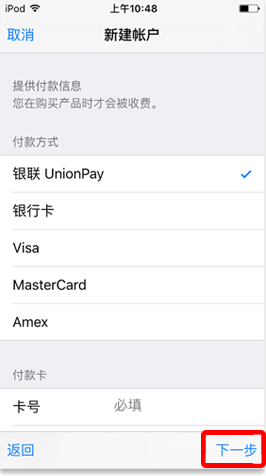 iPod 上午10:48
取消 新建帐户
提供付款信息
您在购买产品时才会被收费。
付款方式
银联 UnionPay
银行卡
Visa
MasterCard
Amex
付款卡
卡号 必填
返回 下一步